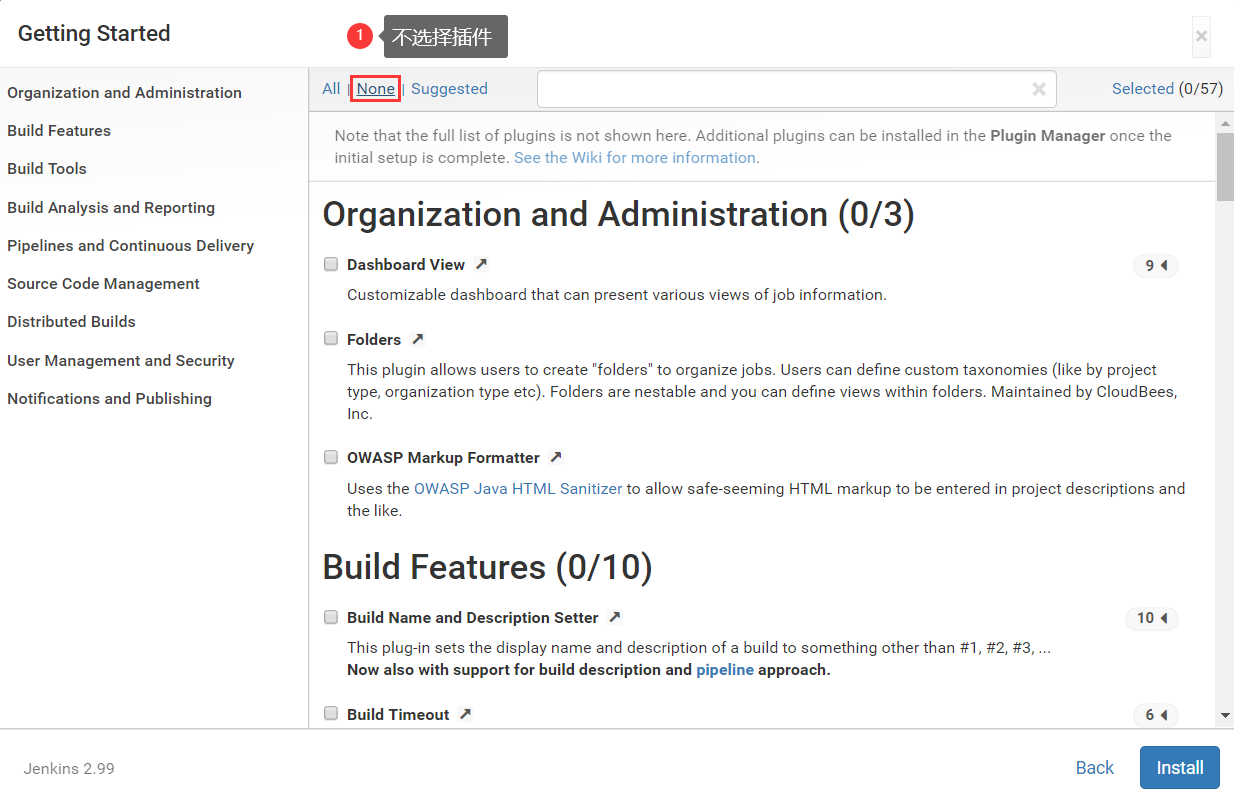 Getting Started
1
不选择插件
×
Organization and Administration
Build Features
Build Tools
Build Analysis and Reporting
Pipelines and Continuous Delivery
Source Code Management
Distributed Builds
User Management and Security
Notifications and Publishing
All | None | Suggested
×
Selected (0/57)
Note that the full list of plugins is not shown here. Additional plugins can be installed in the Plugin Manager once the
initial setup is complete. See the Wiki for more information.
Organization and Administration (0/3)
Dashboard View
9
Customizable dashboard that can present various views of job information.
Folders
This plugin allows users to create "folders" to organize jobs. Users can define custom taxonomies (like by project
type, organization type etc). Folders are nestable and you can define views within folders. Maintained by CloudBees,
Inc.
OWASP Markup Formatter
Uses the OWASP Java HTML Sanitizer to allow safe-seeming HTML markup to be entered in project descriptions and
the like.
Build Features (0/10)
Build Name and Description Setter
10
This plug-in sets the display name and description of a build to something other than #1, #2, #3, ...
Now also with support for build description and pipeline approach.
Build Timeout
6
Jenkins 2.99
Back
Install